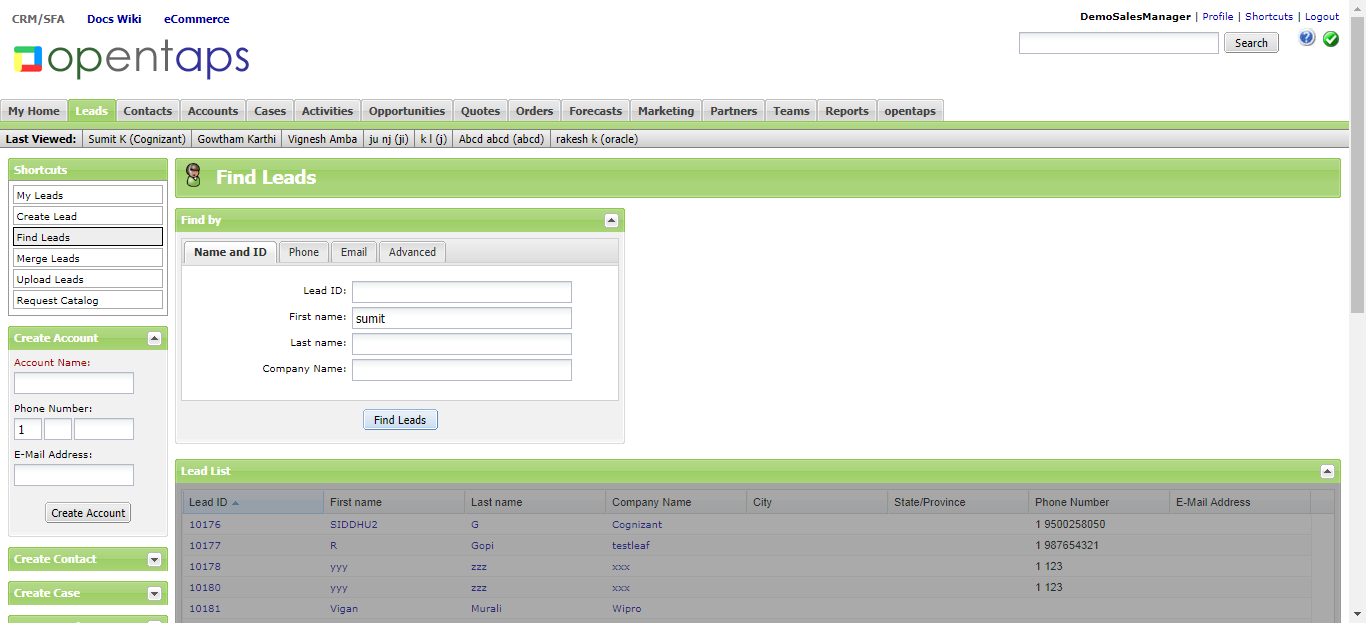 CRM/SFA Docs Wiki eCommerce
DemoSalesManager | Profile | Shortcuts | Logout
opentaps
Search
My Home Leads Contacts Accounts Cases Activities Opportunities Quotes Orders Forecasts Marketing Partners Teams Reports opentaps
Last Viewed: Sumit K (Cognizant) Gowtham Karthi Vignesh Amba ju nj (ji) k l (j) Abcd abcd (abcd) rakesh k (oracle)
Shortcuts
My Leads
Create Lead
Find Leads
Merge Leads
Upload Leads
Request Catalog
Create Account
Account Name:
Phone Number:
1
E-Mail Address:
Create Account
Create Contact
Create Case
Find Leads
Find by
Name and ID Phone Email Advanced
Lead ID:
First name: sumit
Last name:
Company Name:
Find Leads
Lead List
Lead ID First name Last name Company Name City State/Province Phone Number E-Mail Address
10176 SIDDHU2 G Cognizant 1 9500258050
10177 R Gopi testleaf 1 987654321
10178 yyy zzz xxx 1 123
10180 yyy zzz xxx 1 123
10181 Vigan Murali Wipro